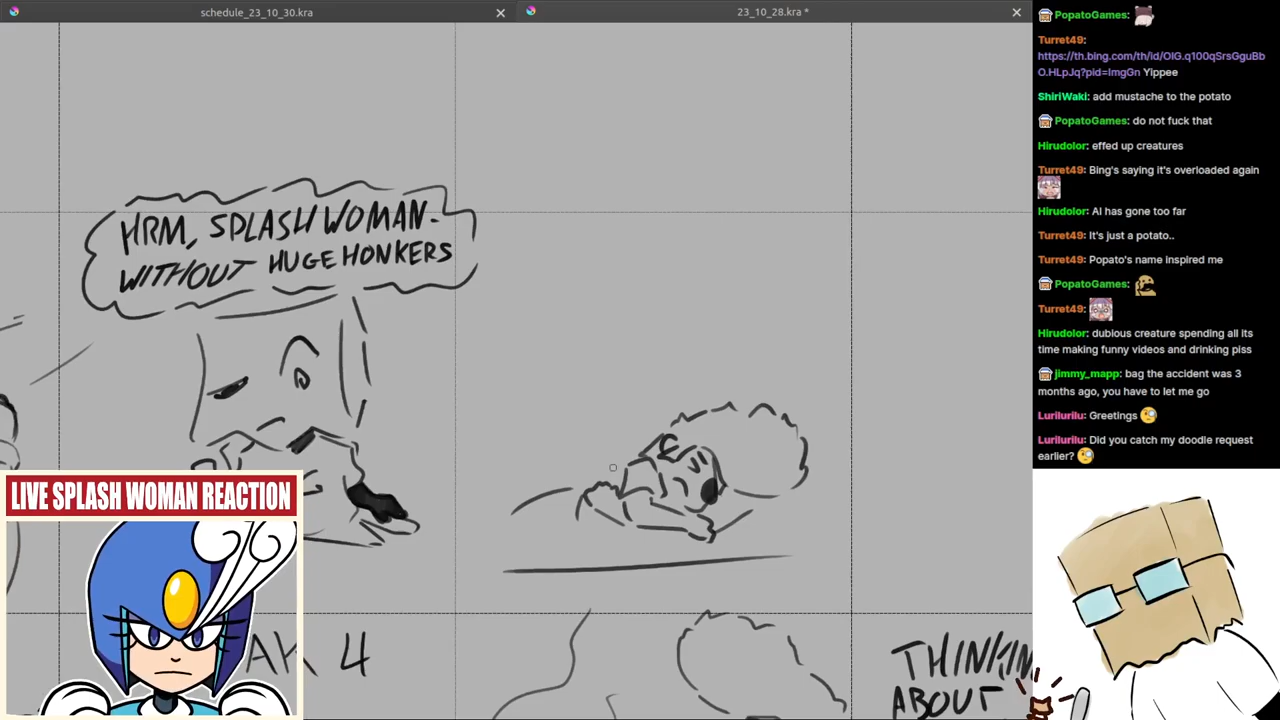 schedule_23_10_30.kra
23_10_28.kra *
HRM, SPLASH WOMAN-
WITHOUT HUGE HONKERS
LIVE SPLASH WOMAN REACTION
AK 4
THINKIN
ABOUT
PopatoGames:
Turret49:
https://th.bing.com/th/id/OIG.q100qSrsGguBb
O.HLpJq?pid=ImgGn Yippee
ShiriWaki: add mustache to the potato
PopatoGames: do not fuck that
Hirudolor: effed up creatures
Turret49: Bing's saying it's overloaded again
Hirudolor: AI has gone too far
Turret49: It's just a potato..
Turret49: Popato's name inspired me
PopatoGames:
Turret49:
Hirudolor: dubious creature spending all its
time making funny videos and drinking piss
jimmy_mapp: bag the accident was 3
months ago, you have to let me go
Lurilurilu: Greetings
Lurilurilu: Did you catch my doodle request
earlier?